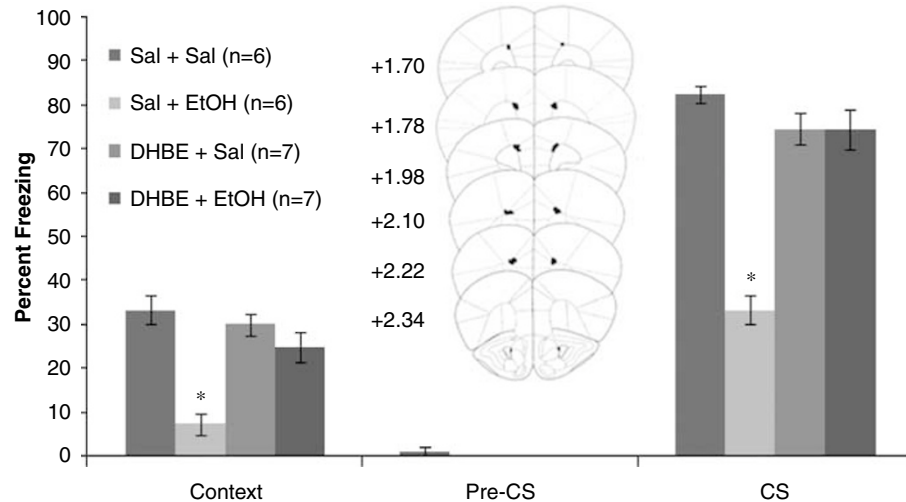 Percent Freezing
100
90
80
70
60
50
40
30
20
10
0
Sal + Sal (n=6)
Sal + EtOH (n=6)
DHBE + Sal (n=7)
DHBE + EtOH (n=7)
+1.70
+1.78
+1.98
+2.10
+2.22
+2.34
*
*
Context
Pre-CS
CS